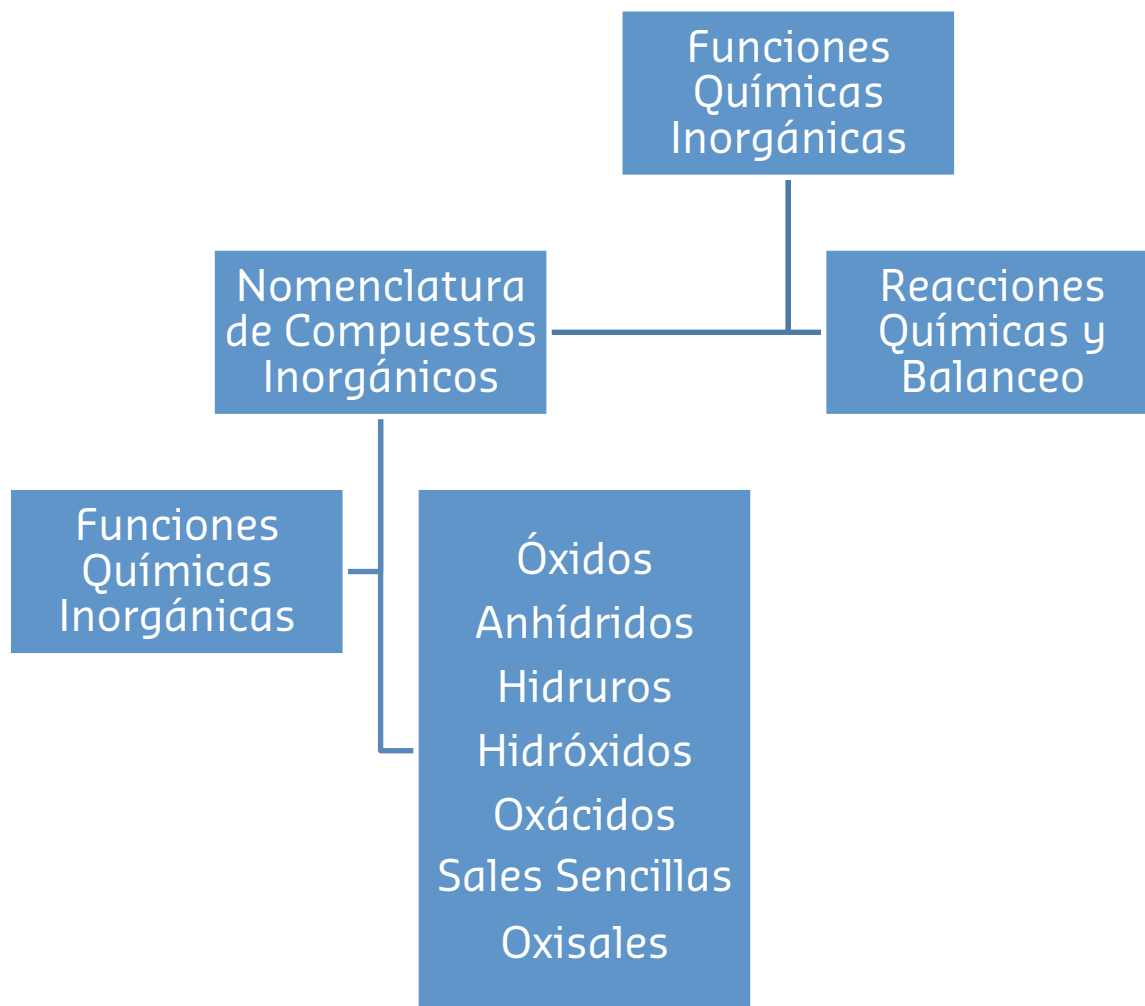 Funciones
Químicas
Inorgánicas
Nomenclatura
de Compuestos
Inorgánicos
Reacciones
Químicas y
Balanceo
Funciones
Químicas
Inorgánicas
Óxidos
Anhídridos
Hidruros
Hidróxidos
Oxácidos
Sales Sencillas
Oxisales